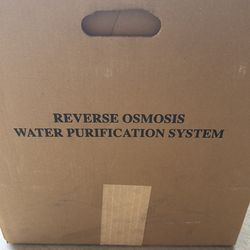 REVERSE OSMOSIS
WATER PURIFICATION SYSTEM